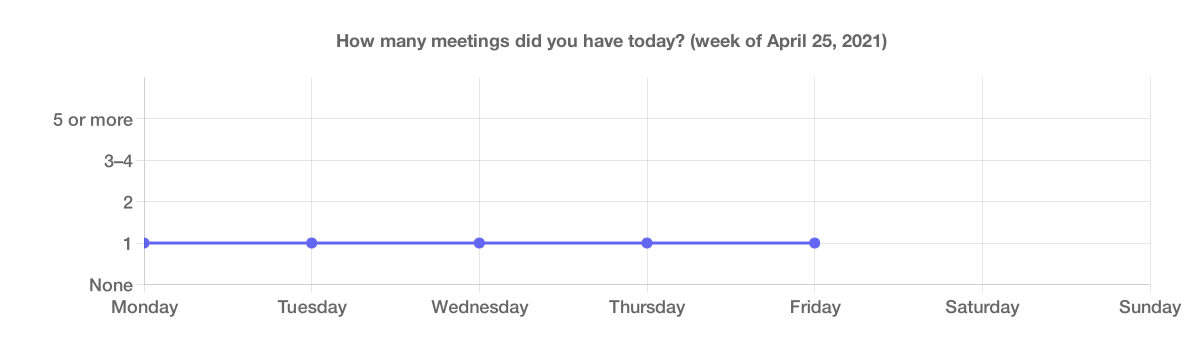 How many meetings did you have today? (week of April 25, 2021)
5 or more
3–4
2
1
None
Monday Tuesday Wednesday Thursday Friday Saturday Sunday